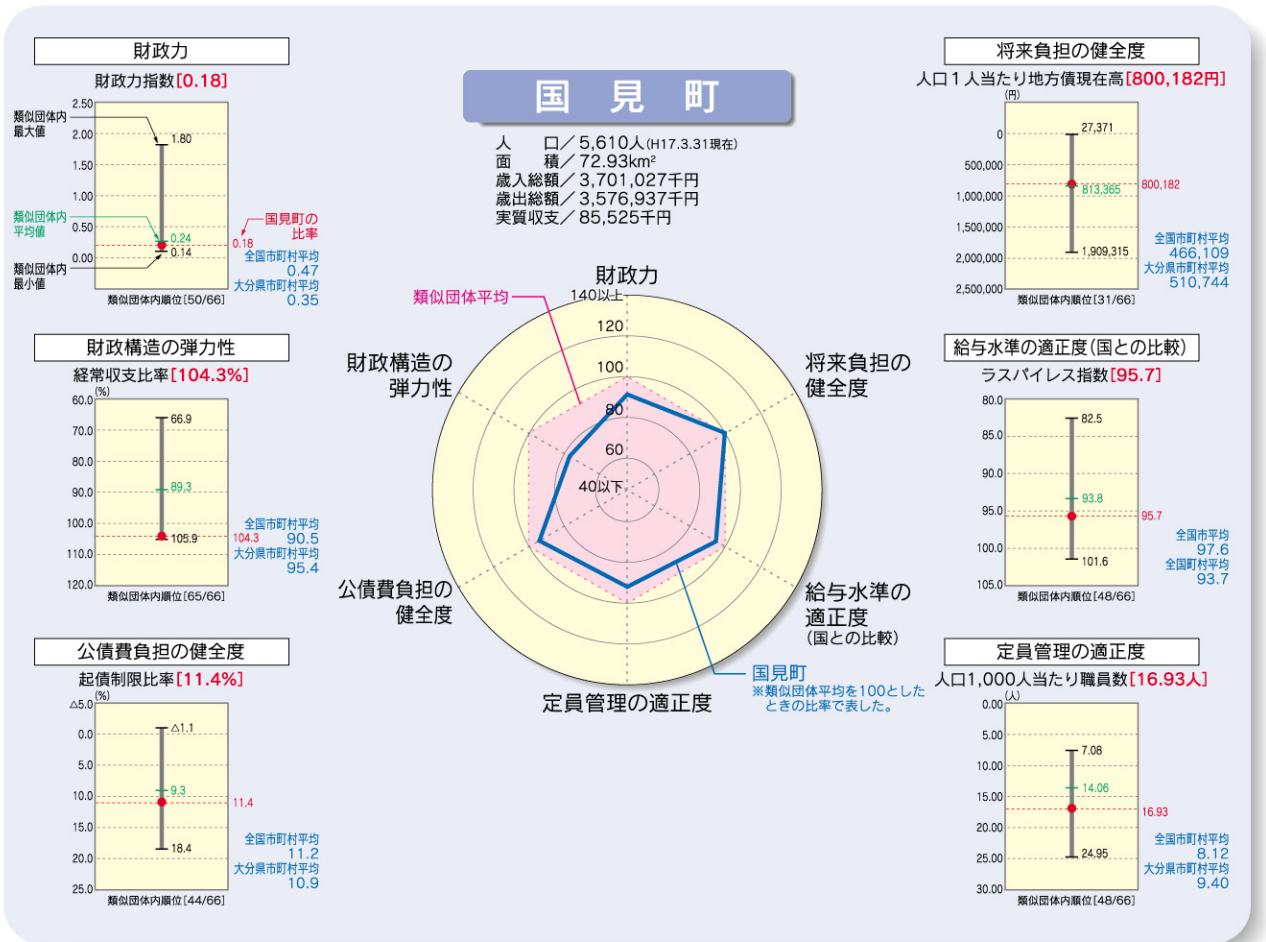 国見町
人　　口／5,610人(H17.3.31現在)
面　　積／72.93km²
歳入総額／3,701,027千円
歳出総額／3,576,937千円
実質収支／85,525千円
財政力
財政力指数[0.18]
2.50
2.00
1.50
1.00
0.50
0.00
類似団体内
最大値
1.80
類似団体内
平均値
0.24
類似団体内
最小値
0.14
国見町の
比率
0.18
全国市町村平均
0.47
大分県市町村平均
0.35
類似団体内順位[50/66]
財政構造の弾力性
経常収支比率[104.3%]
(%)
60.0
70.0
80.0
90.0
100.0
110.0
120.0
66.9
89.3
105.9
104.3
全国市町村平均
90.5
大分県市町村平均
95.4
類似団体内順位[65/66]
公債費負担の健全度
起債制限比率[11.4%]
(%)
△5.0
0.0
5.0
10.0
15.0
20.0
25.0
△1.1
9.3
18.4
11.4
全国市町村平均
11.2
大分県市町村平均
10.9
類似団体内順位[44/66]
類似団体平均
財政力
140以上
120
100
80
60
40以下
将来負担の
健全度
給与水準の
適正度
(国との比較)
定員管理の適正度
公債費負担の
健全度
財政構造の
弾力性
国見町
※類似団体平均を100とした
ときの比率で表した。
将来負担の健全度
人口1人当たり地方債現在高[800,182円]
(円)
0
500,000
1,000,000
1,500,000
2,000,000
2,500,000
27,371
813,365
1,909,315
800,182
全国市町村平均
466,109
大分県市町村平均
510,744
類似団体内順位[31/66]
給与水準の適正度(国との比較)
ラスパイレス指数[95.7]
80.0
85.0
90.0
95.0
100.0
105.0
82.5
93.8
101.6
95.7
全国市平均
97.6
全国町村平均
93.7
類似団体内順位[48/66]
定員管理の適正度
人口1,000人当たり職員数[16.93人]
(人)
0.00
5.00
10.00
15.00
20.00
25.00
30.00
7.08
14.06
24.95
16.93
全国市町村平均
8.12
大分県市町村平均
9.40
類似団体内順位[48/66]